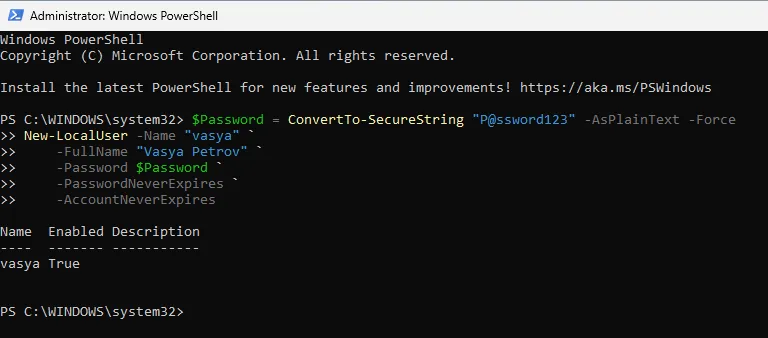 Administrator: Windows PowerShell
Windows PowerShell
Copyright (C) Microsoft Corporation. All rights reserved.
Install the latest PowerShell for new features and improvements! https://aka.ms/PSWindows
PS C:\WINDOWS\system32> $Password = ConvertTo-SecureString "P@ssword123" -AsPlainText -Force
>> New-LocalUser -Name "vasya" `
>>     -FullName "Vasya Petrov" `
>>     -Password $Password `
>>     -PasswordNeverExpires `
>>     -AccountNeverExpires
Name  Enabled Description
----  ------- -----------
vasya True
PS C:\WINDOWS\system32>